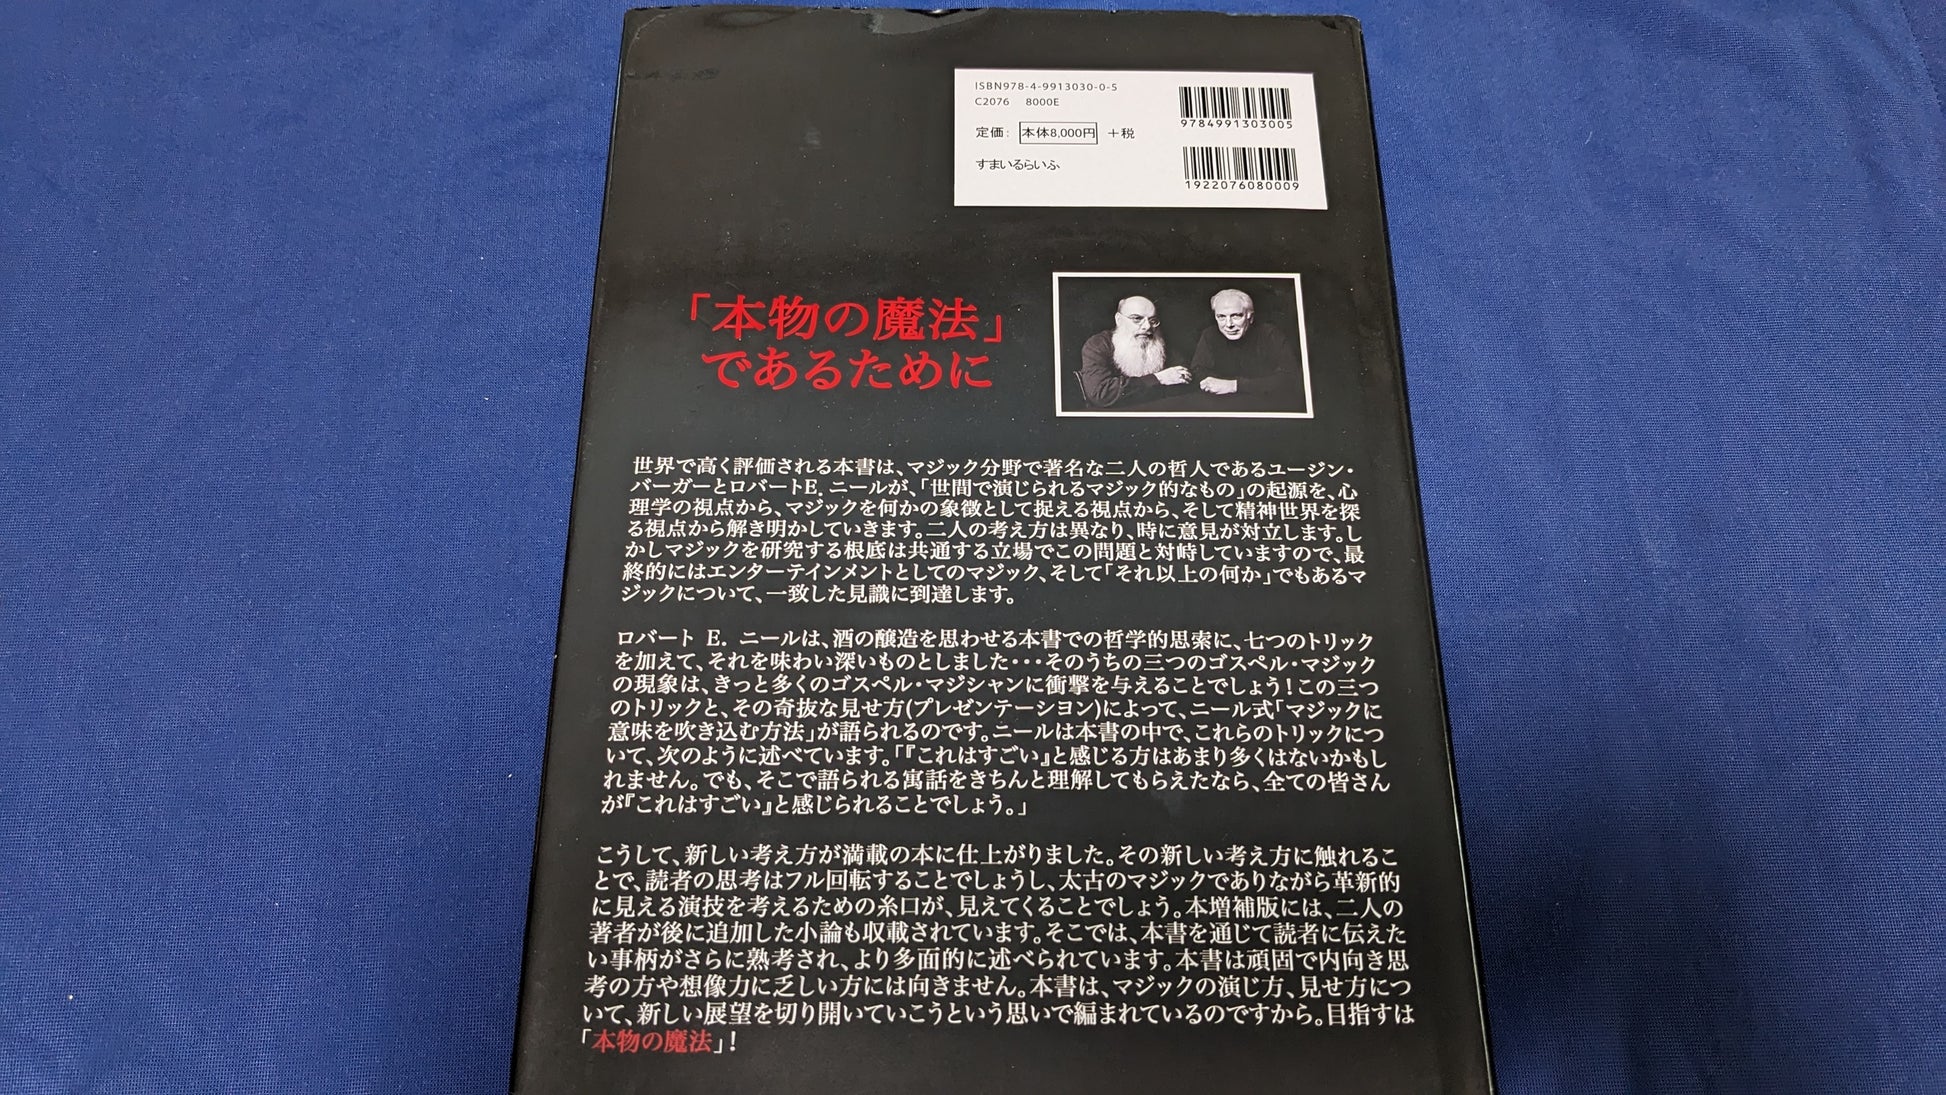 ISBN978-4-9913030-0-5
C2076 8000E
定価: 本体8,000円 +税
すまいるらいふ
9784991303005
1922076080009
「本物の魔法」
であるために
世界で高く評価される本書は、マジック分野で著名な二人の哲人であるユージン・
バーガーとロバートE. ニールが、「世間で演じられるマジック的なもの」の起源を、心
理学の視点から、マジックを何かの象徴として捉える視点から、そして精神世界を探
る視点から解き明かしていきます。二人の考え方は異なり、時に意見が対立します。し
かしマジックを研究する根底は共通する立場でこの問題と対峙していますので、最
終的にはエンターテインメントとしてのマジック、そして「それ以上の何か」でもあるマ
ジックについて、一致した見識に到達します。
ロバート E. ニールは、酒の醸造を思わせる本書での哲学的思索に、七つのトリック
を加えて、それを味わい深いものとしました・・・そのうちの三つのゴスペル・マジック
の現象は、きっと多くのゴスペル・マジシャンに衝撃を与えることでしょう!この三つ
のトリックと、その奇抜な見せ方(プレゼンテーション)によって、ニール式「マジックに
意味を吹き込む方法」が語られるのです。ニールは本書の中で、これらのトリックにつ
いて、次のように述べています。「『これはすごい』と感じる方はあまり多くはないかもし
れません。でも、そこで語られる寓話をきちんと理解してもらえたなら、全ての皆さん
が『これはすごい』と感じられることでしょう。」
こうして、新しい考え方が満載の本に仕上がりました。その新しい考え方に触れるこ
とで、読者の思考はフル回転することでしょうし、太古のマジックでありながら革新的
に見える演技を考えるための糸口が、見えてくることでしょう。本増補版には、二人の
著者が後に追加した小論も収載されています。そこでは、本書を通じて読者に伝えた
い事柄がさらに熟考され、より多面的に述べられています。本書は頑固で内向き思
考の方や想像力に乏しい方には向きません。本書は、マジックの演じ方、見せ方につ
いて、新しい展望を切り開いていこうという思いで編まれているのですから。目指すは
「本物の魔法」!